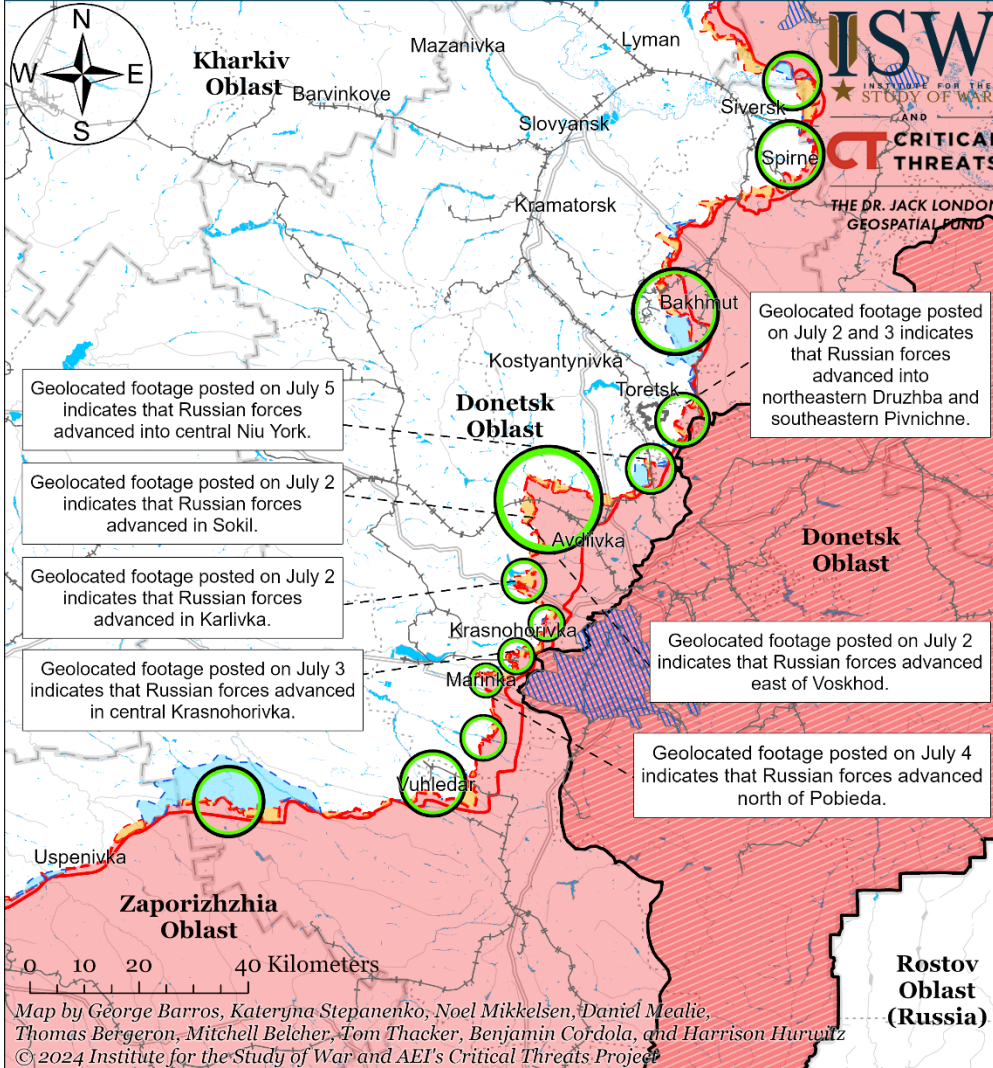 N
W
E
S
Kharkiv
Oblast
Mazanivka
Lyman
Barvinkove
Slovyansk
Siversk
Spirne
Kramatorsk
ISW
INSTITUTE FOR THE
STUDY OF WAR
AND
CT CRITICAL
THREATS
THE DR. JACK LONDON
GEOSPATIAL FUND
Bakhmut
Kostyantynivka
Toretsk
Geolocated footage posted
on July 2 and 3 indicates
that Russian forces
advanced into
northeastern Druzhba and
southeastern Pivnichne.
Geolocated footage posted on July 5
indicates that Russian forces
advanced into central Niu York.
Donetsk
Oblast
Geolocated footage posted on July 2
indicates that Russian forces
advanced in Sokil.
Avdiivka
Donetsk
Oblast
Geolocated footage posted on July 2
indicates that Russian forces
advanced in Karlivka.
Krasnohorivka
Geolocated footage posted on July 2
indicates that Russian forces advanced
east of Voskhod.
Geolocated footage posted on July 3
indicates that Russian forces advanced
in central Krasnohorivka.
Marinka
Geolocated footage posted on July 4
indicates that Russian forces advanced
north of Pobieda.
Vuhledar
Uspenivka
Zaporizhzhia
Oblast
Rostov
Oblast
(Russia)
0 10 20 40 Kilometers
Map by George Barros, Kateryna Stepanenko, Noel Mikkelsen, Daniel Mealie,
Thomas Bergeron, Mitchell Belcher, Tom Thacker, Benjamin Cordola, and Harrison Hurwitz
© 2024 Institute for the Study of War and AEI's Critical Threats Project